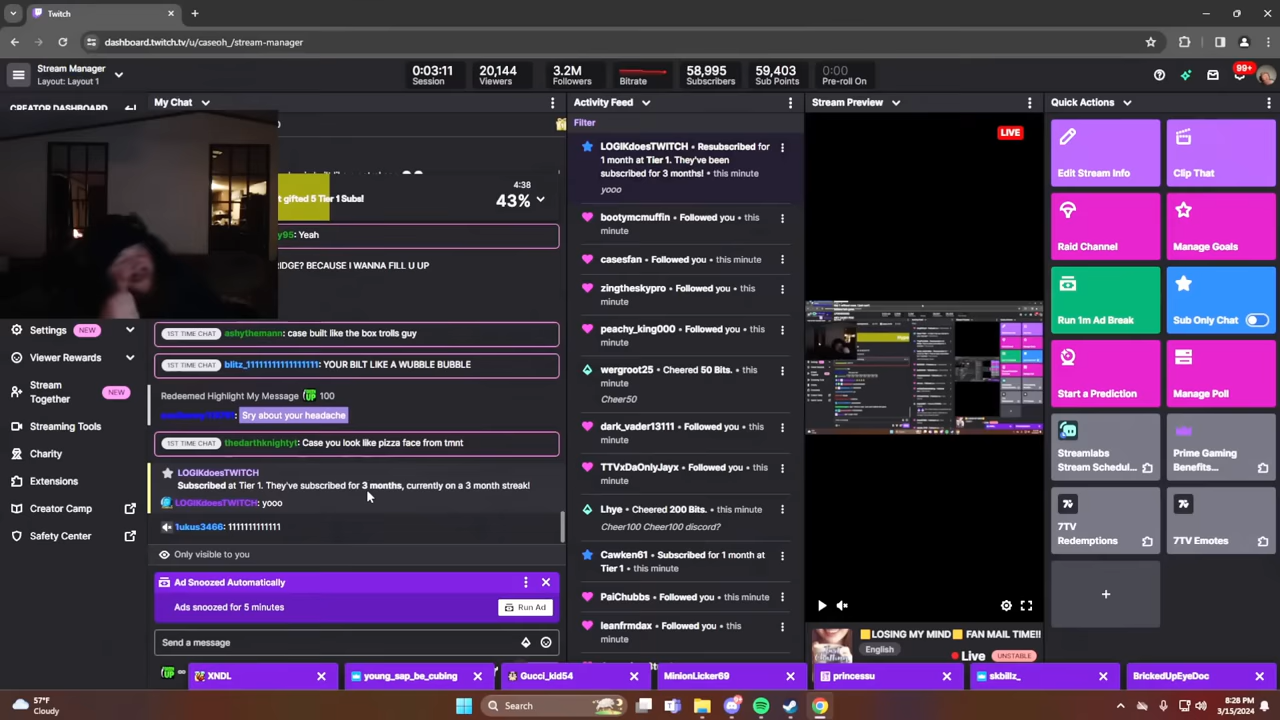 Twitch
dashboard.twitch.tv/u/caseoh_/stream-manager
Stream Manager
Layout: Layout 1
0:03:11
Session
20,144
Viewers
3.2M
Followers
Bitrate
58,995
Subscribers
59,403
Sub Points
0:00
Pre-roll On
99+
CREATOR DASHBOARD
Settings NEW
Viewer Rewards
Stream
Together NEW
Streaming Tools
Charity
Extensions
Creator Camp
Safety Center
My Chat
gifted 5 Tier 1 Subs!
4:38
43%
y95: Yeah
RIDGE? BECAUSE I WANNA FILL U UP
1ST TIME CHAT ashythemann: case built like the box trolls guy
YOUR BILT LIKE A WUBBLE BUBBLE
Redeemed
My Message 100
Sry about your headache
1ST TIME CHAT thedarthknightyt: Case you look like pizza face from tmnt
LOGIKdoesTWITCH
Subscribed at Tier 1. They've subscribed for 3 months, currently on a 3 month streak!
LOGIKdoesTWITCH: yooo
1ukus3466: 111111111111
Only visible to you
Ad Snoozed Automatically
Ads snoozed for 5 minutes
Run Ad
Send a message
Activity Feed
Filter
LOGIKdoesTWITCH • Resubscribed for
1 month at Tier 1. They've been
subscribed for 3 months! • this minute
yooo
bootymcmuffin • Followed you • this
minute
casesfan • Followed you • this minute
zingtheskypro • Followed you • this
minute
peachy_king000 • Followed you • this
minute
50 Bits. • this
minute
Cheer50
dark_vader13111 • Followed you • this
minute
TTVxDaOnlyJayx • Followed you • this
minute
Lhye • Cheered 200 Bits. • this minute
Cheer100 Cheer100 discord?
Cawken61 • Subscribed for 1 month at
Tier 1 • this minute
PaiChubbs • Followed you • this minute
leanfrmdax • Followed you • this
minute
Stream Preview
LIVE
🟨LOSING MY MIND🟨 FAN MAIL TIME!!
English
Live UNSTABLE
Quick Actions
Edit Stream Info
Clip That
Raid Channel
Manage Goals
Run 1m Ad Break
Sub Only Chat
Start a Prediction
Manage Poll
Streamlabs
Stream Schedul...
Prime Gaming
Benefits...
7TV
Redemptions
7TV Emotes
XNDL
young_sap_be_cubing
Gucci_kid54
MinionLicker69
princessu
skbillz_
BrickedUpEyeDoc
57°F
Cloudy
Search
8:28 PM
3/15/2024